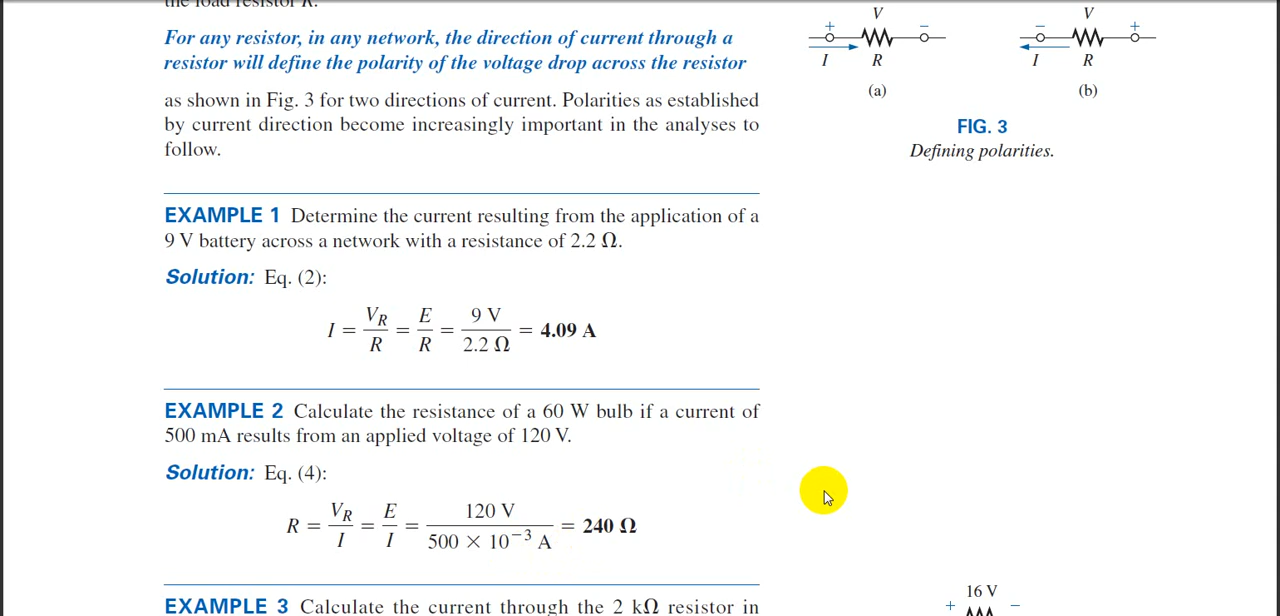 the load resistor R.
For any resistor, in any network, the direction of current through a
resistor will define the polarity of the voltage drop across the resistor
as shown in Fig. 3 for two directions of current. Polarities as established
by current direction become increasingly important in the analyses to
follow.
V
+ –
I R
(a)
V
– +
I R
(b)
FIG. 3
Defining polarities.
EXAMPLE 1 Determine the current resulting from the application of a
9 V battery across a network with a resistance of 2.2 Ω.
Solution: Eq. (2):
I = V_R/R = E/R = 9 V/2.2 Ω = 4.09 A
EXAMPLE 2 Calculate the resistance of a 60 W bulb if a current of
500 mA results from an applied voltage of 120 V.
Solution: Eq. (4):
R = V_R/I = E/I = 120 V/500 × 10⁻³ A = 240 Ω
EXAMPLE 3 Calculate the current through the 2 kΩ resistor in
16 V
+ –